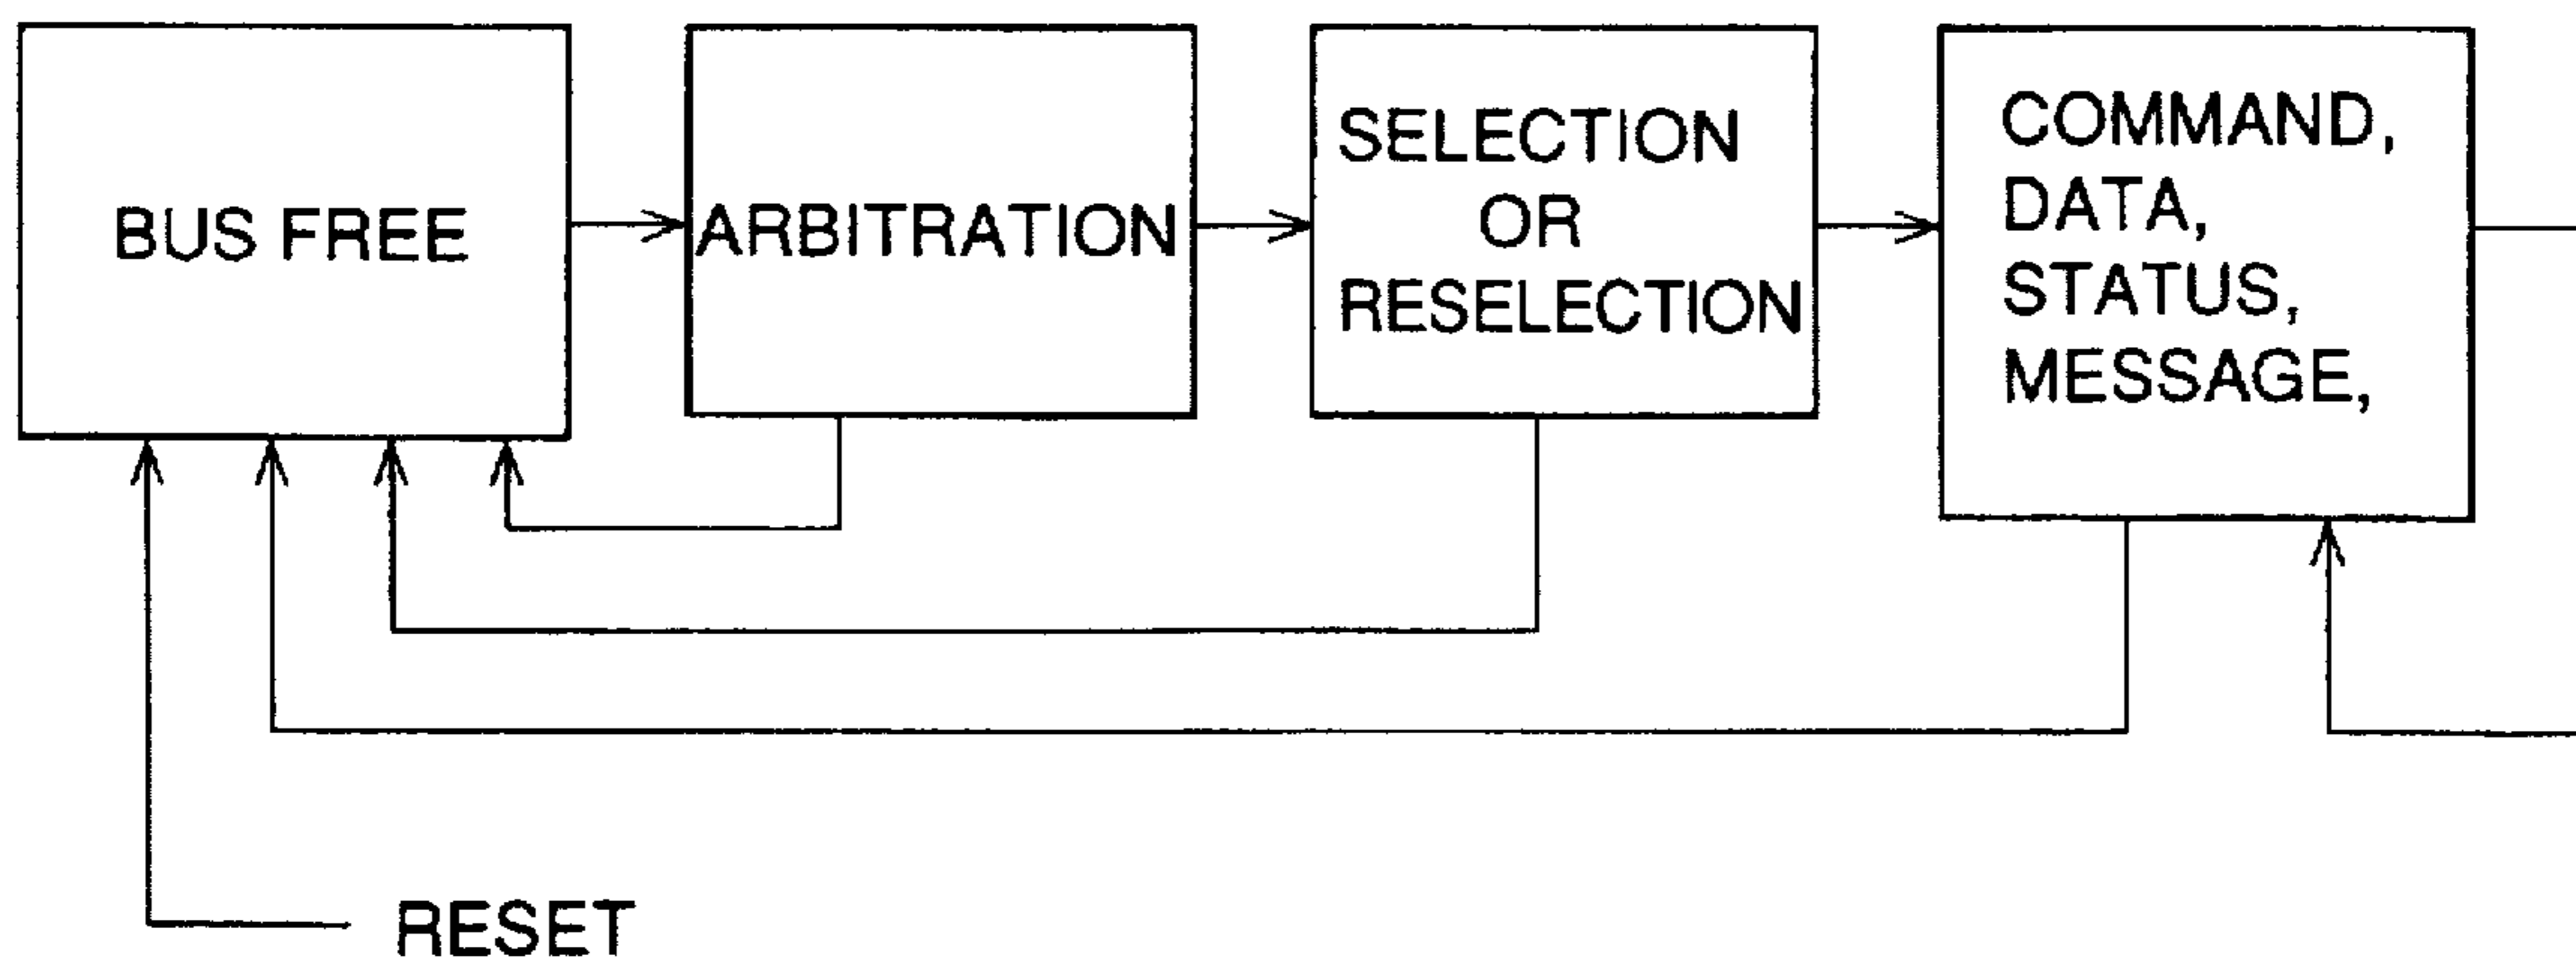 BUS FREE
ARBITRATION
SELECTION
OR
RESELECTION
COMMAND,
DATA,
STATUS,
MESSAGE,
RESET